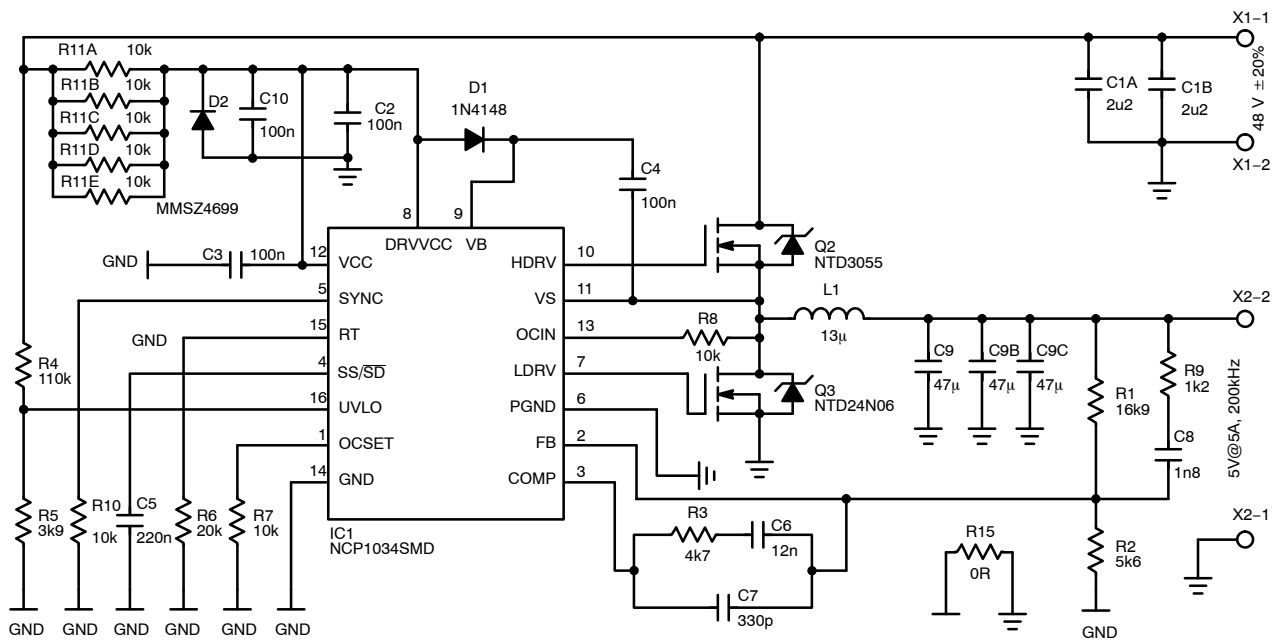 X1-1
R11A 10k
R11B 10k
R11C 10k
R11D 10k
R11E 10k
MMSZ4699
D2
C10
100n
C2
100n
D1
1N4148
C4
100n
C1A
2u2
C1B
2u2
48 V ±20%
X1-2
8
9
DRVVCC
VB
GND
C3
100n
12
VCC
5
SYNC
GND
15
RT
4
SS/SD
16
UVLO
1
OCSET
14
GND
HDRV
10
VS
11
OCIN
13
LDRV
7
PGND
6
FB
2
COMP
3
IC1
NCP1034SMD
Q2
NTD3055
L1
13μ
R8
10k
Q3
NTD24N06
X2-2
C9
47μ
C9B
47μ
C9C
47μ
R1
16k9
R9
1k2
C8
1n8
5V@5A, 200kHz
X2-1
R4
110k
R5
3k9
R10
10k
C5
220n
R6
20k
R7
10k
R3
4k7
C6
12n
C7
330p
R15
0R
R2
5k6
GND
GND
GND
GND
GND
GND
GND